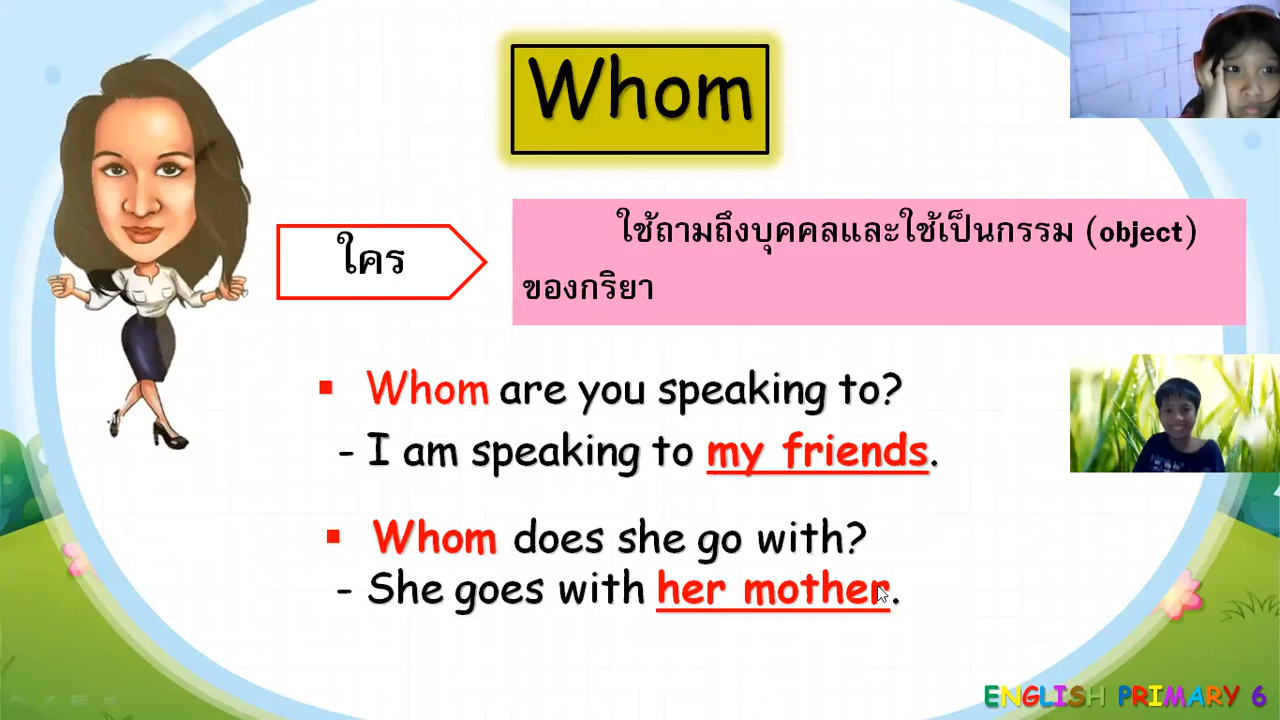 Whom
ใคร
ใช้ถามถึงบุคคลและใช้เป็นกรรม (object)
ของกริยา
Whom are you speaking to?
- I am speaking to my friends.
Whom does she go with?
- She goes with her mother.
ENGLISH PRIMARY 6